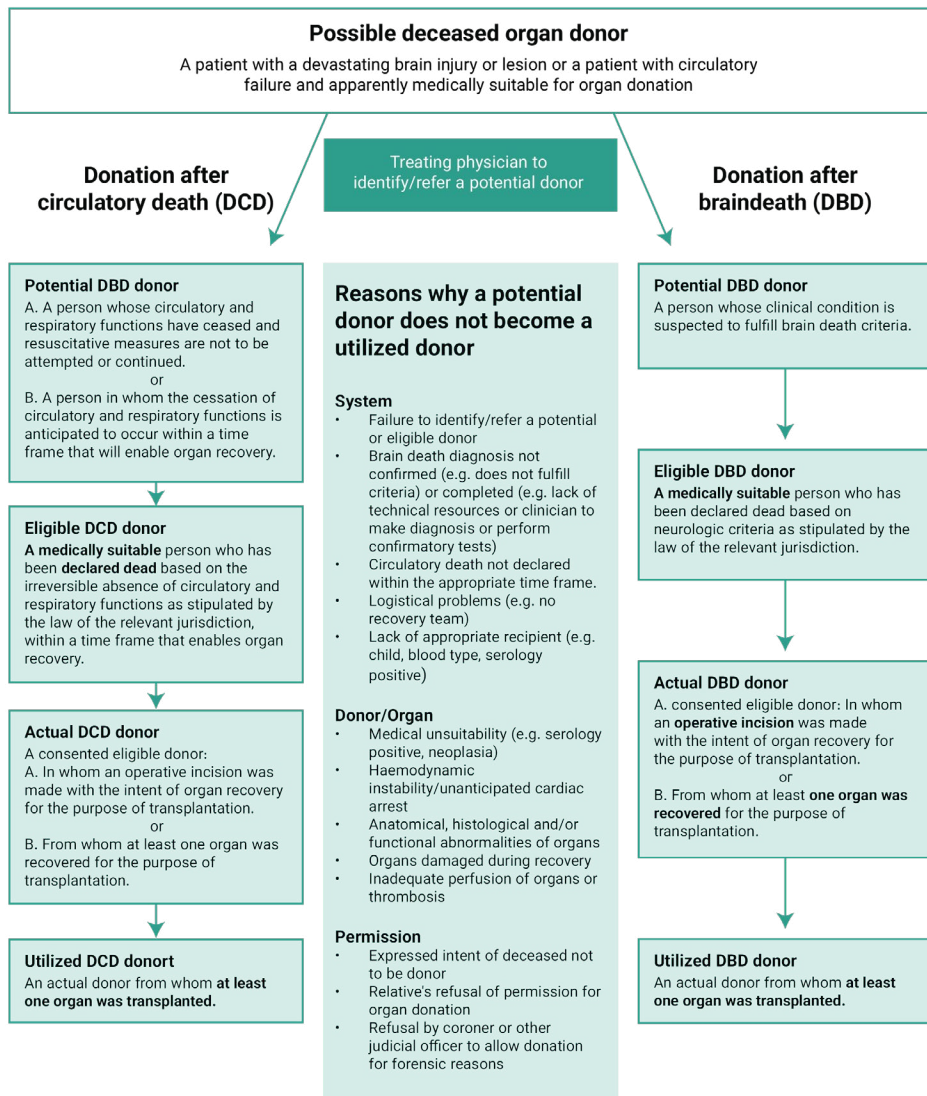 Possible deceased organ donor
A patient with a devastating brain injury or lesion or a patient with circulatory
failure and apparently medically suitable for organ donation
Treating physician to
identify/refer a potential donor
Donation after
circulatory death (DCD)
Donation after
braindeath (DBD)
Potential DBD donor
A. A person whose circulatory and
respiratory functions have ceased and
resuscitative measures are not to be
attempted or continued.
or
B. A person in whom the cessation of
circulatory and respiratory functions is
anticipated to occur within a time
frame that will enable organ recovery.
Eligible DCD donor
A medically suitable person who has
been declared dead based on the
irreversible absence of circulatory and
respiratory functions as stipulated by
the law of the relevant jurisdiction,
within a time frame that enables organ
recovery.
Actual DCD donor
A consented eligible donor:
A. In whom an operative incision was
made with the intent of organ recovery
for the purpose of transplantation.
or
B. From whom at least one organ was
recovered for the purpose of
transplantation.
Utilized DCD donort
An actual donor from whom at least
one organ was transplanted.
Reasons why a potential
donor does not become a
utilized donor
System
• Failure to identify/refer a potential
or eligible donor
• Brain death diagnosis not
confirmed (e.g. does not fulfill
criteria) or completed (e.g. lack of
technical resources or clinician to
make diagnosis or perform
confirmatory tests)
• Circulatory death not declared
within the appropriate time frame.
• Logistical problems (e.g. no
recovery team)
• Lack of appropriate recipient (e.g.
child, blood type, serology
positive)
Donor/Organ
• Medical unsuitability (e.g. serology
positive, neoplasia)
• Haemodynamic
instability/unanticipated cardiac
arrest
• Anatomical, histological and/or
functional abnormalities of organs
• Organs damaged during recovery
• Inadequate perfusion of organs or
thrombosis
Permission
• Expressed intent of deceased not
to be donor
• Relative's refusal of permission for
organ donation
• Refusal by coroner or other
judicial officer to allow donation
for forensic reasons
Potential DBD donor
A person whose clinical condition is
suspected to fulfill brain death criteria.
Eligible DBD donor
A medically suitable person who has
been declared dead based on
neurologic criteria as stipulated by the
law of the relevant jurisdiction.
Actual DBD donor
A. consented eligible donor: In whom
an operative incision was made
with the intent of organ recovery for
the purpose of transplantation.
or
B. From whom at least one organ was
recovered for the purpose of
transplantation.
Utilized DBD donor
An actual donor from whom at least
one organ was transplanted.